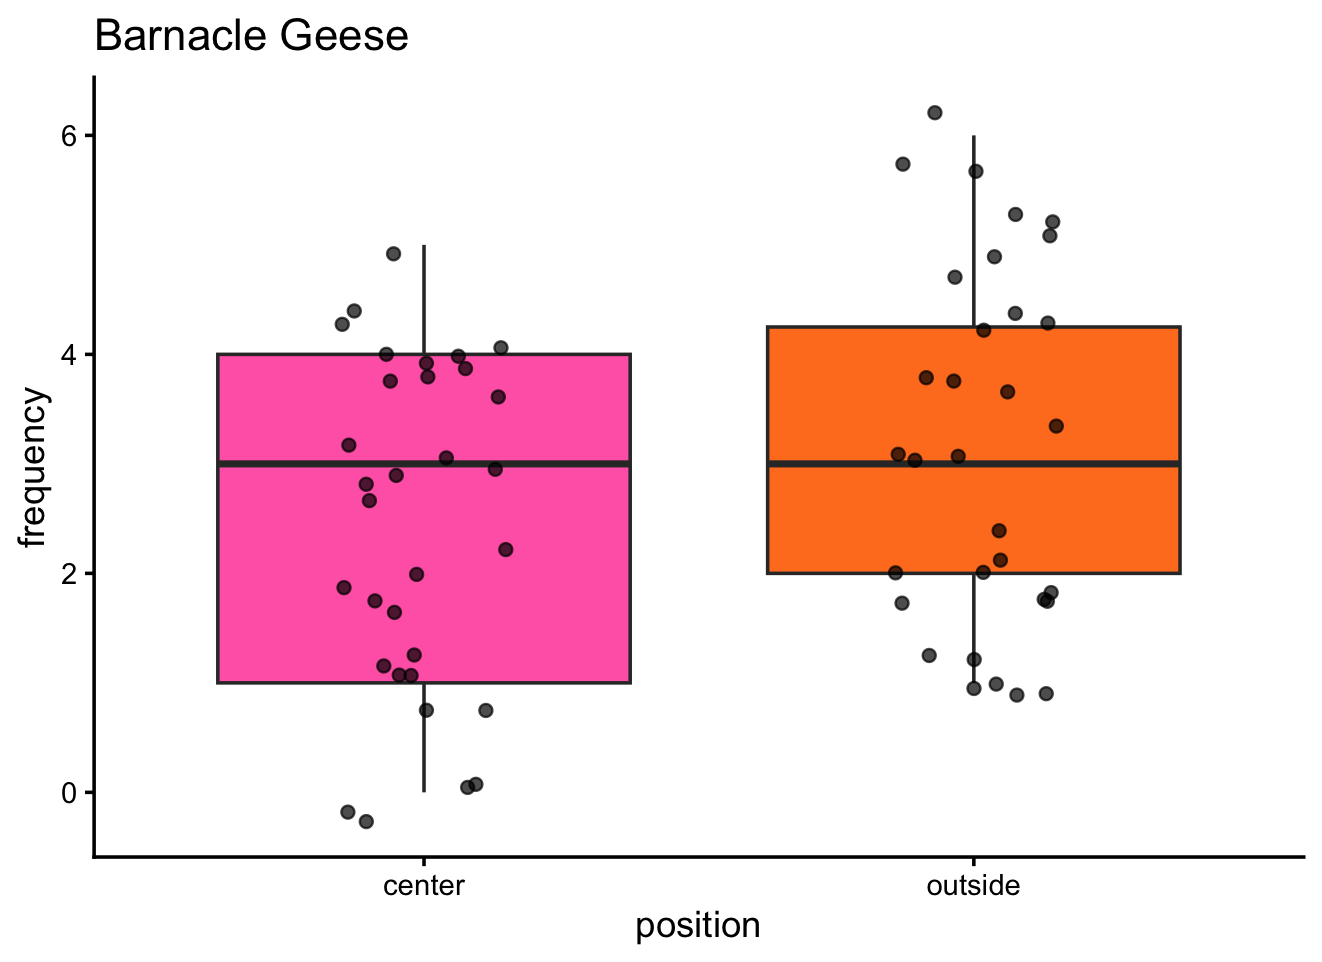 Barnacle Geese
6
4
2
0
frequency
center outside
position